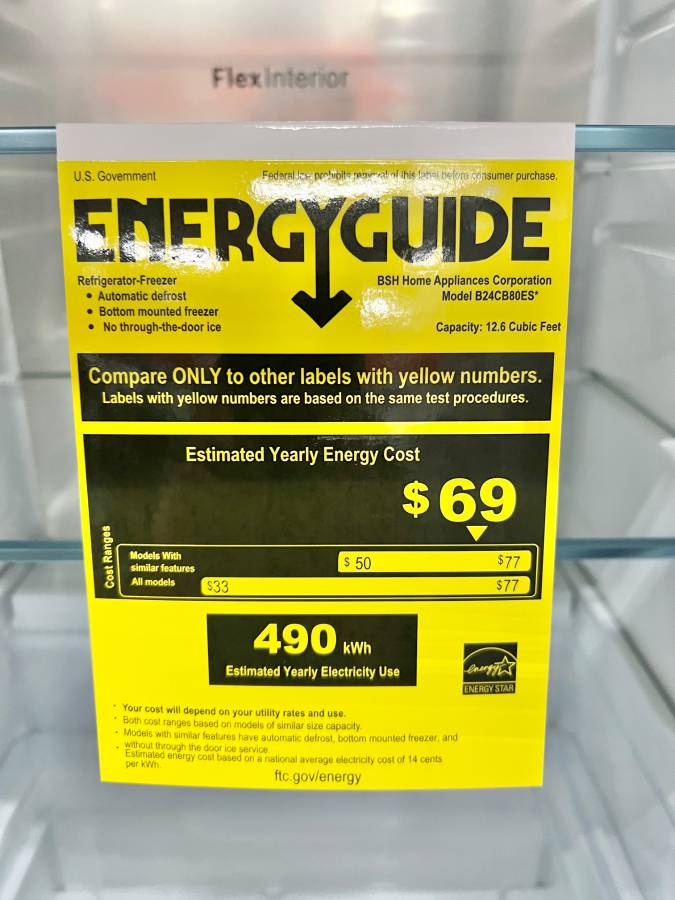 FlexInterior
U.S. Government
Federal law prohibits removal of this label before consumer purchase.
ENERGYGUIDE
Refrigerator-Freezer
• Automatic defrost
• Bottom mounted freezer
• No through-the-door ice
BSH Home Appliances Corporation
Model B24CB80ES*
Capacity: 12.6 Cubic Feet
Compare ONLY to other labels with yellow numbers.
Labels with yellow numbers are based on the same test procedures.
Estimated Yearly Energy Cost
$ 69
Cost Ranges
Models With
similar features
$ 50 $77
All models
$33 $77
490 kWh
Estimated Yearly Electricity Use
energy
ENERGY STAR
· Your cost will depend on your utility rates and use.
· Both cost ranges based on models of similar size capacity.
· Models with similar features have automatic defrost, bottom mounted freezer, and
without through the door ice service.
· Estimated energy cost based on a national average electricity cost of 14 cents
per kWh.
ftc.gov/energy